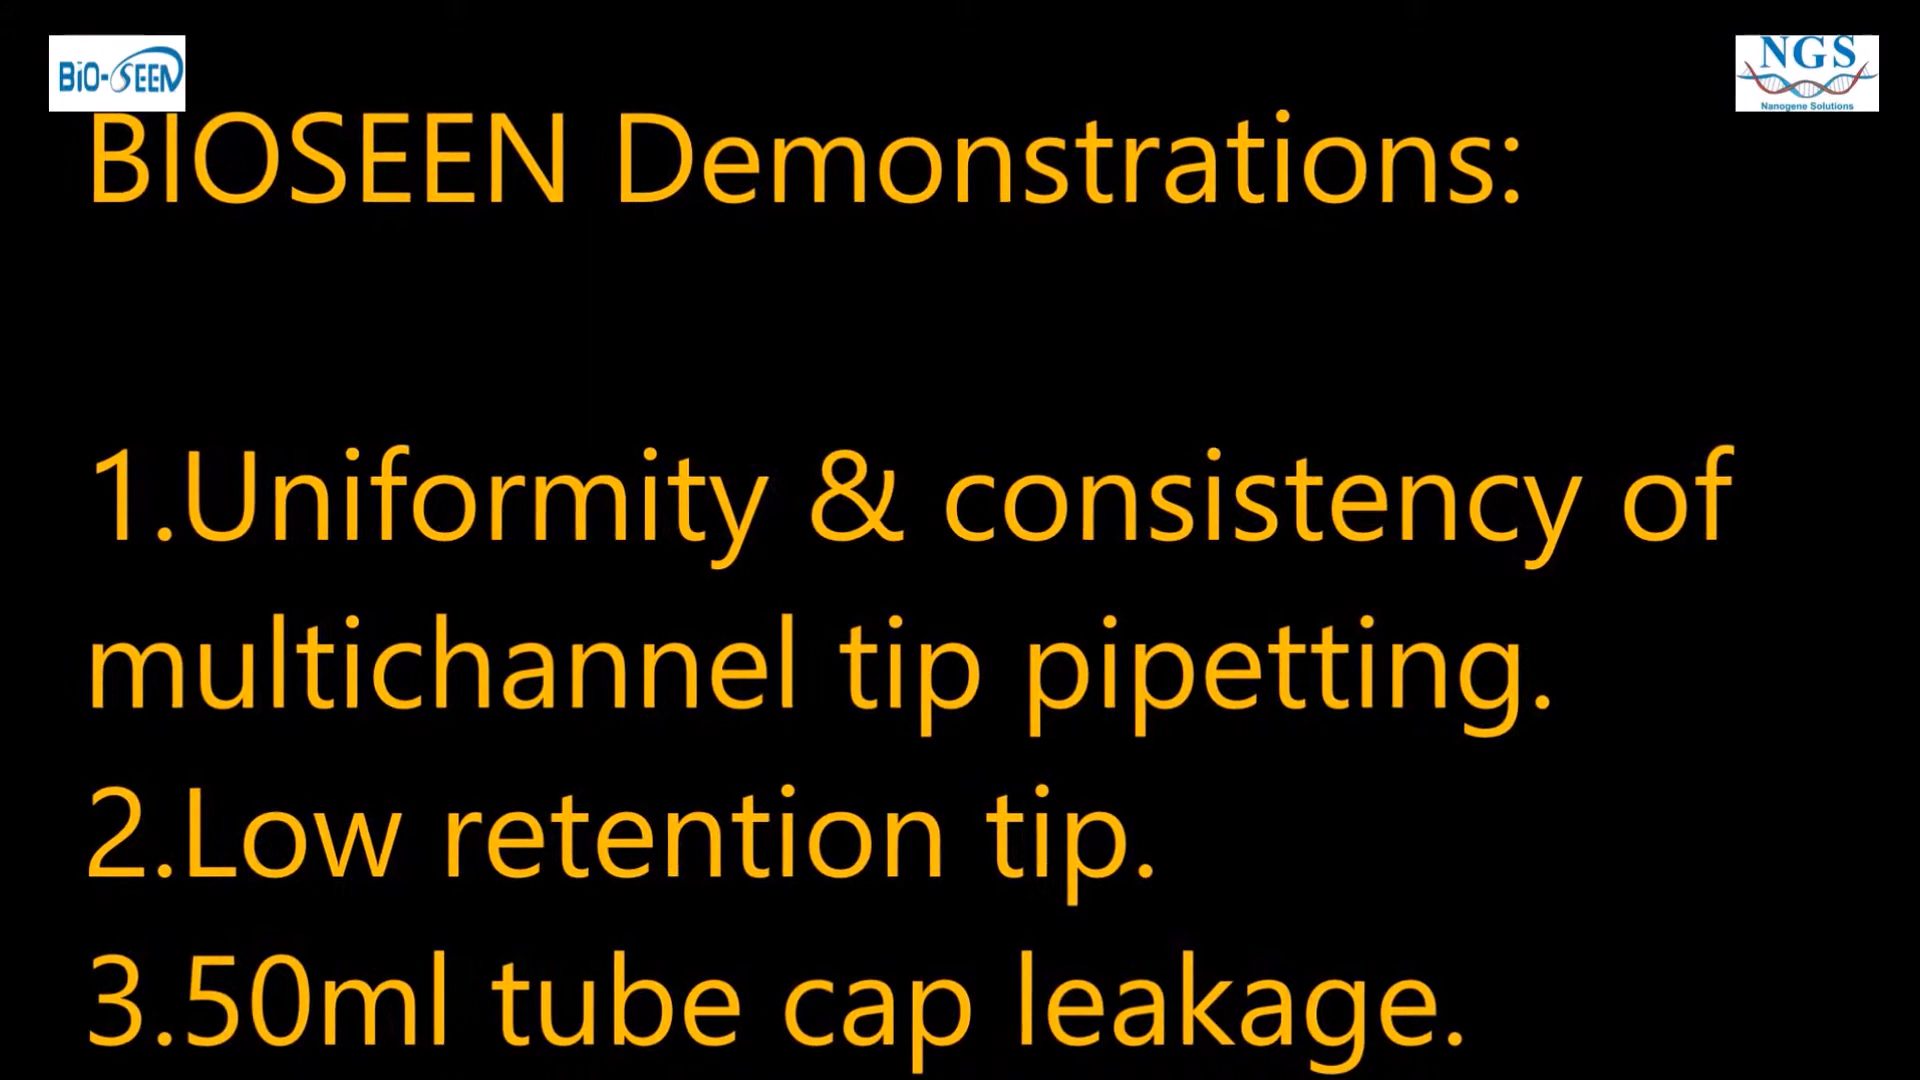 BiO-SEEN
NGS
Nanogene Solutions
BIOSEEN Demonstrations:
1.Uniformity & consistency of
multichannel tip pipetting.
2.Low retention tip.
3.50ml tube cap leakage.